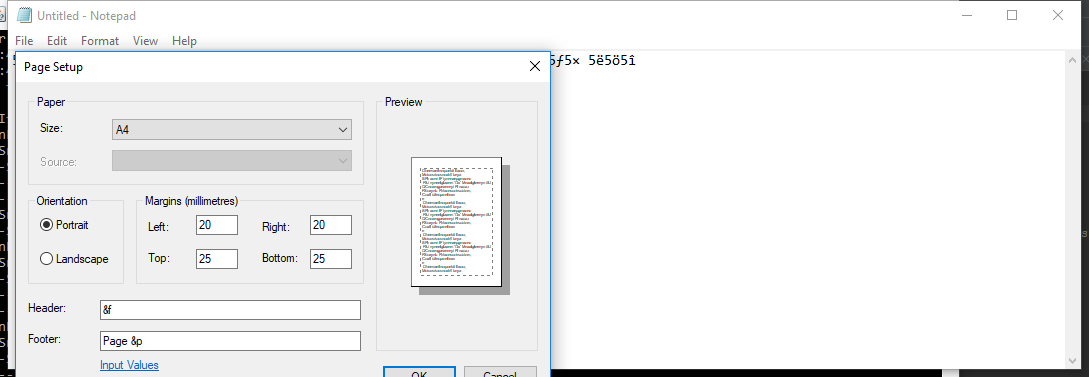 Untitled - Notepad
File Edit Format View Help
5ƒ5× 5ë5ö5î
Page Setup
Paper
Size: A4
Source:
Orientation
Portrait
Landscape
Margins (millimetres)
Left: 20 Right: 20
Top: 25 Bottom: 25
Preview
Header: &f
Footer: Page &p
Input Values
OK Cancel